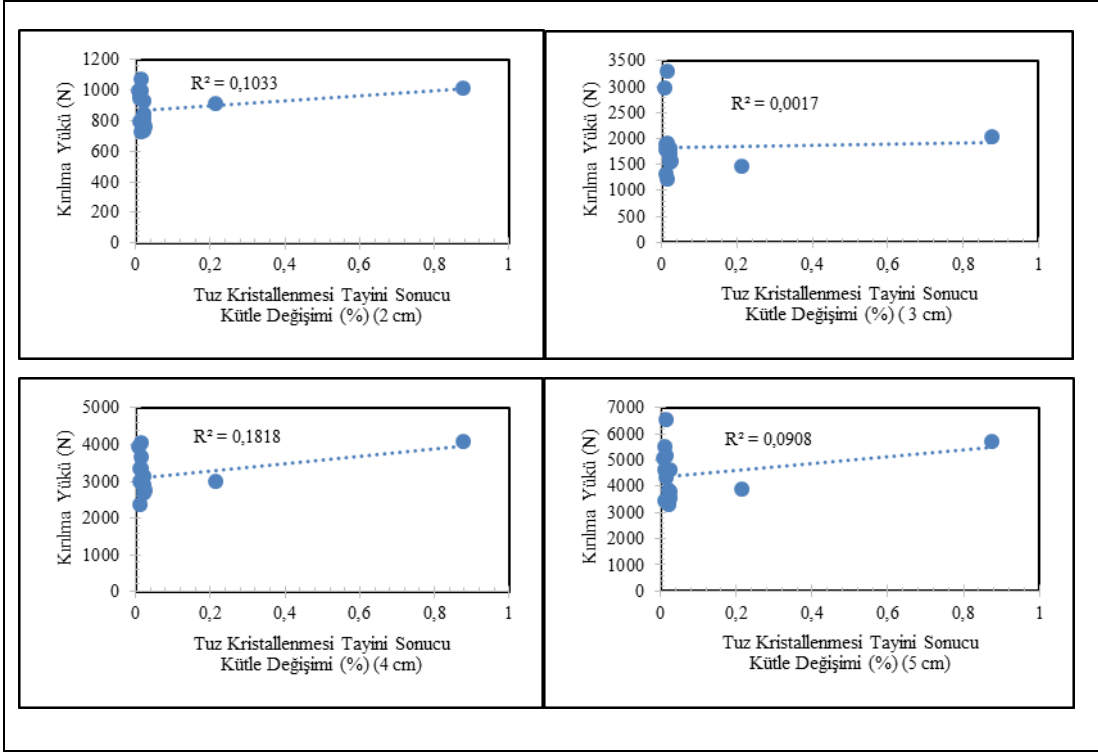 1200
1000
800
600
400
200
0
Kırılma Yükü (N)
R² = 0,1033
0 0,2 0,4 0,6 0,8 1
Tuz Kristallenmesi Tayini Sonucu
Kütle Değişimi (%) (2 cm)
3500
3000
2500
2000
1500
1000
500
0
Kırılma Yükü (N)
R² = 0,0017
0 0,2 0,4 0,6 0,8 1
Tuz Kristallenmesi Tayini Sonucu
Kütle Değişimi (%) ( 3 cm)
5000
4000
3000
2000
1000
0
Kırılma Yükü (N)
R² = 0,1818
0 0,2 0,4 0,6 0,8 1
Tuz Kristallenmesi Tayini Sonucu
Kütle Değişimi (%) (4 cm)
7000
6000
5000
4000
3000
2000
1000
0
Kırılma Yükü (N)
R² = 0,0908
0 0,2 0,4 0,6 0,8 1
Tuz Kristallenmesi Tayini Sonucu
Kütle Değişimi (%) (5 cm)